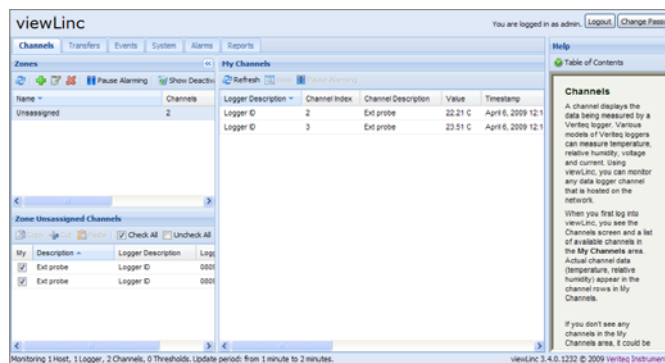 viewLinc
You are logged in as admin. Logout Change Pass
Channels Transfers Events System Alarms Reports
Zones
Pause Alarming Show Deactiv
Name Channels
Unsassigned 2
My Channels
Refresh Pause Alarming
Logger Description Channel Index Channel Description Value Timestamp
Logger ID 2 Ext probe 22.21 C April 6, 2009 12:1
Logger ID 3 Ext probe 23.51 C April 6, 2009 12:1
Zone Unassigned Channels
Copy Cut Paste Check All Uncheck All
My Description Logger Description Logg
Ext probe Logger ID
Ext probe Logger ID
Help
Table of Contents
Channels
A channel displays the
data being measured by a
Veriteq logger. Various
models of Veriteq loggers
can measure temperature,
relative humidity, voltage
and current. Using
viewLinc, you can monitor
any data logger channel
that is hosted on the
network.
When you first log into
viewLinc, you see the
Channels screen and a list
of available channels in
the My Channels area.
Actual channel data
(temperature, relative
humidity) appear in the
channel rows in My
Channels.
If you don't see any
channels in the My
Channels area, it could be
Monitoring 1 Host, 1 Logger, 2 Channels, 0 Thresholds. Update period: from 1 minute to 2 minutes.
viewLinc 3.4.0.1232 © 2009 Veriteq Instrument